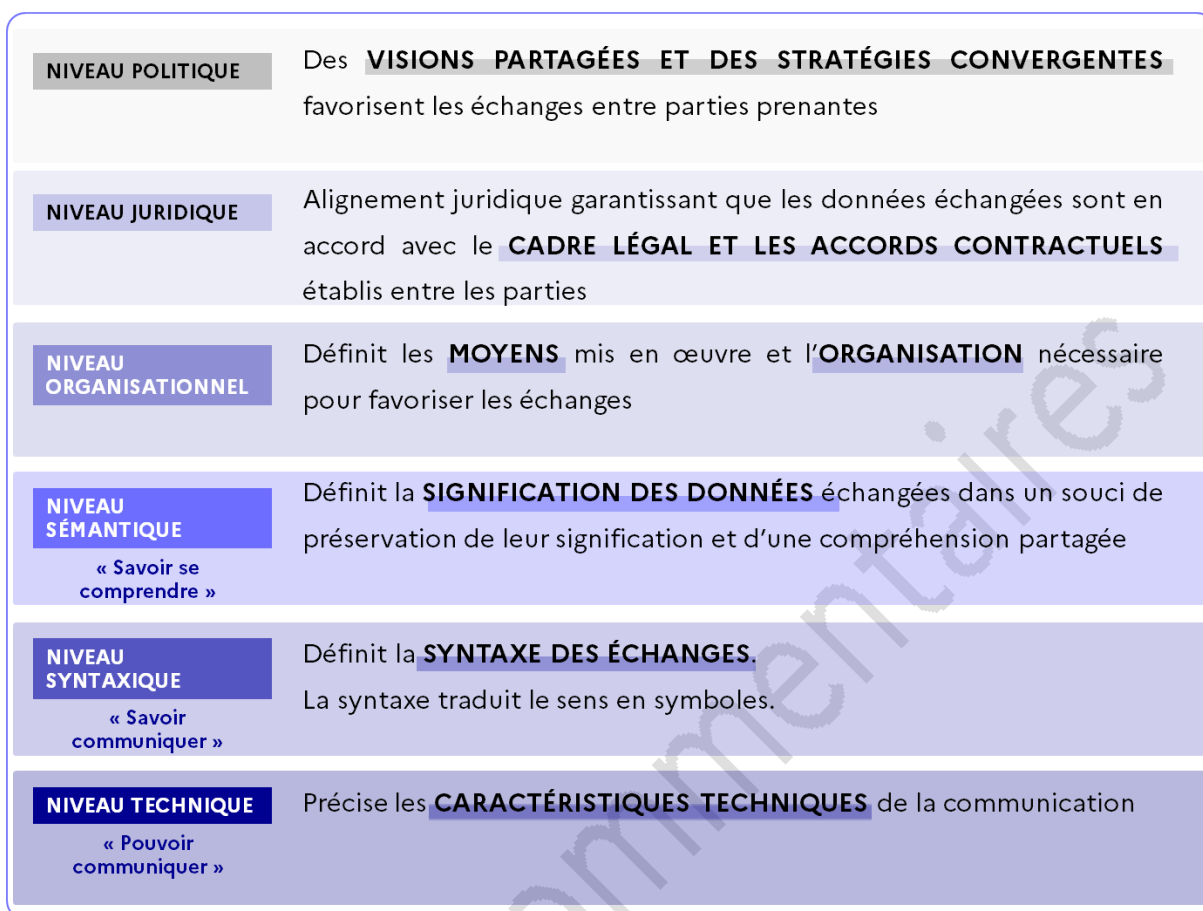 NIVEAU POLITIQUE
Des VISIONS PARTAGÉES ET DES STRATÉGIES CONVERGENTES
favorisent les échanges entre parties prenantes
NIVEAU JURIDIQUE
Alignement juridique garantissant que les données échangées sont en
accord avec le CADRE LÉGAL ET LES ACCORDS CONTRACTUELS
établis entre les parties
NIVEAU
ORGANISATIONNEL
Définit les MOYENS mis en œuvre et l’ORGANISATION nécessaire
pour favoriser les échanges
NIVEAU
SÉMANTIQUE
« Savoir se
comprendre »
Définit la SIGNIFICATION DES DONNÉES échangées dans un souci de
préservation de leur signification et d’une compréhension partagée
NIVEAU
SYNTAXIQUE
« Savoir
communiquer »
Définit la SYNTAXE DES ÉCHANGES.
La syntaxe traduit le sens en symboles.
NIVEAU TECHNIQUE
« Pouvoir
communiquer »
Précise les CARACTÉRISTIQUES TECHNIQUES de la communication